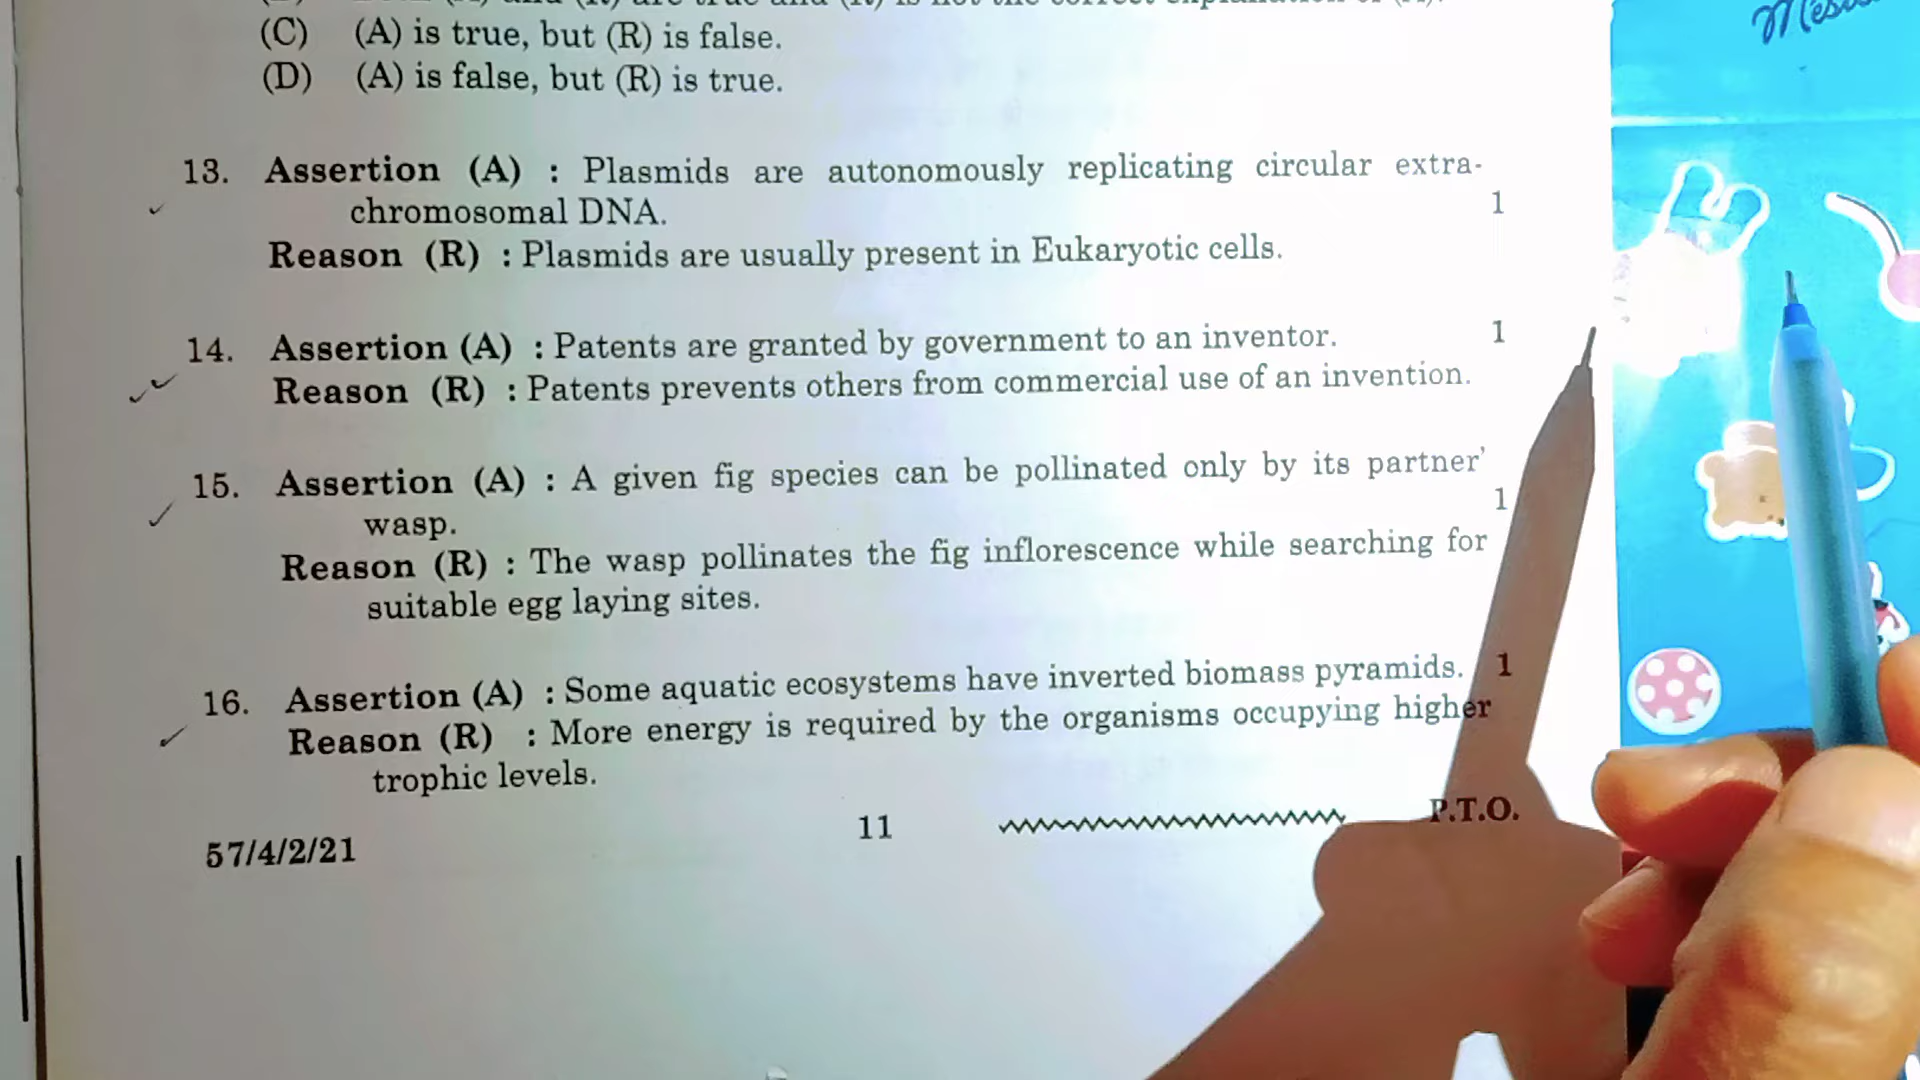 (C) (A) is true, but (R) is false.
(D) (A) is false, but (R) is true.
13. Assertion (A) : Plasmids are autonomously replicating circular extra-
chromosomal DNA. 1
Reason (R) : Plasmids are usually present in Eukaryotic cells.
14. Assertion (A) : Patents are granted by government to an inventor. 1
Reason (R) : Patents prevents others from commercial use of an invention.
15. Assertion (A) : A given fig species can be pollinated only by its partner'
wasp. 1
Reason (R) : The wasp pollinates the fig inflorescence while searching for
suitable egg laying sites.
16. Assertion (A) : Some aquatic ecosystems have inverted biomass pyramids. 1
Reason (R) : More energy is required by the organisms occupying higher
trophic levels.
57/4/2/21 11 P.T.O.